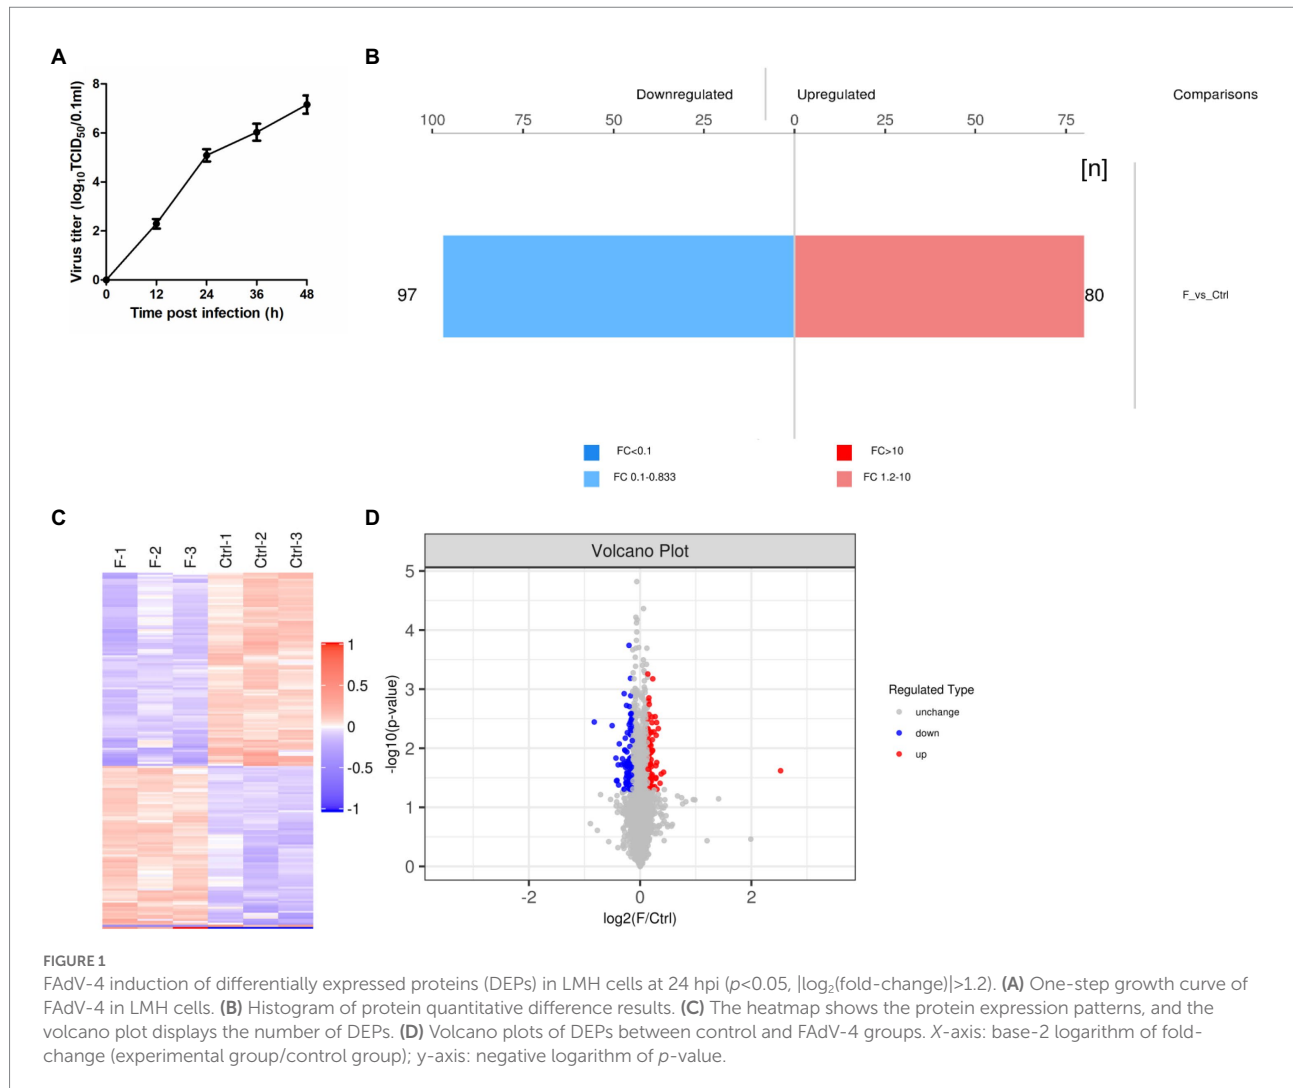 A
8
6
4
2
0
0 12 24 36 48
Virus titer (log10TCID50/0.1ml)
Time post infection (h)
B
Downregulated Upregulated Comparisons
100 75 50 25 0 25 50 75
[n]
97 80 F_vs_Ctrl
FC<0.1 FC>10
FC 0.1-0.833 FC 1.2-10
C
F-1 F-2 F-3 Ctrl-1 Ctrl-2 Ctrl-3
1
0.5
0
-0.5
-1
D
Volcano Plot
5
4
3
2
1
0
-log10(p-value)
-2 0 2
log2(F/Ctrl)
Regulated Type
unchange
down
up
FIGURE 1
FAdV-4 induction of differentially expressed proteins (DEPs) in LMH cells at 24 hpi (p<0.05, |log2(fold-change)|>1.2). (A) One-step growth curve of
FAdV-4 in LMH cells. (B) Histogram of protein quantitative difference results. (C) The heatmap shows the protein expression patterns, and the
volcano plot displays the number of DEPs. (D) Volcano plots of DEPs between control and FAdV-4 groups. X-axis: base-2 logarithm of fold-
change (experimental group/control group); y-axis: negative logarithm of p-value.